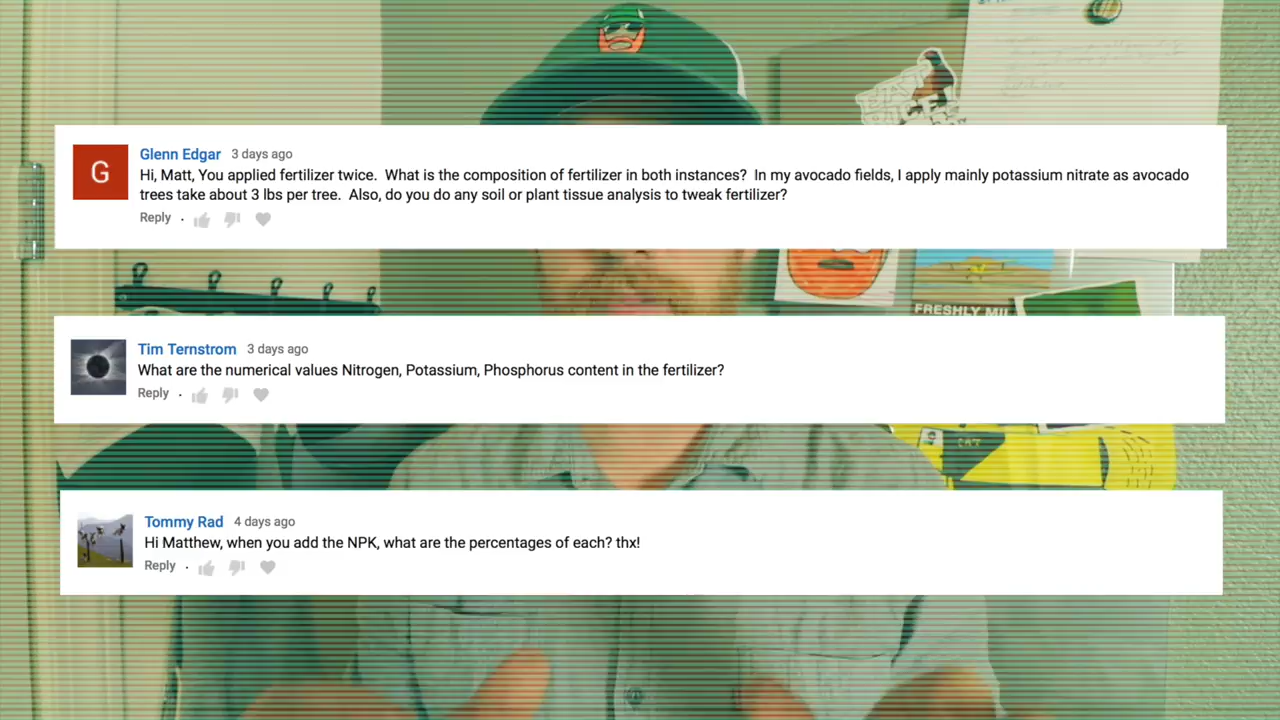 EAT
RICE
Glenn Edgar 3 days ago
Hi, Matt, You applied fertilizer twice. What is the composition of fertilizer in both instances? In my avocado fields, I apply mainly potassium nitrate as avocado
trees take about 3 lbs per tree. Also, do you do any soil or plant tissue analysis to tweak fertilizer?
Reply
FRESHLY MIL
Tim Ternstrom 3 days ago
What are the numerical values Nitrogen, Potassium, Phosphorus content in the fertilizer?
Reply
CAT
Tommy Rad 4 days ago
Hi Matthew, when you add the NPK, what are the percentages of each? thx!
Reply